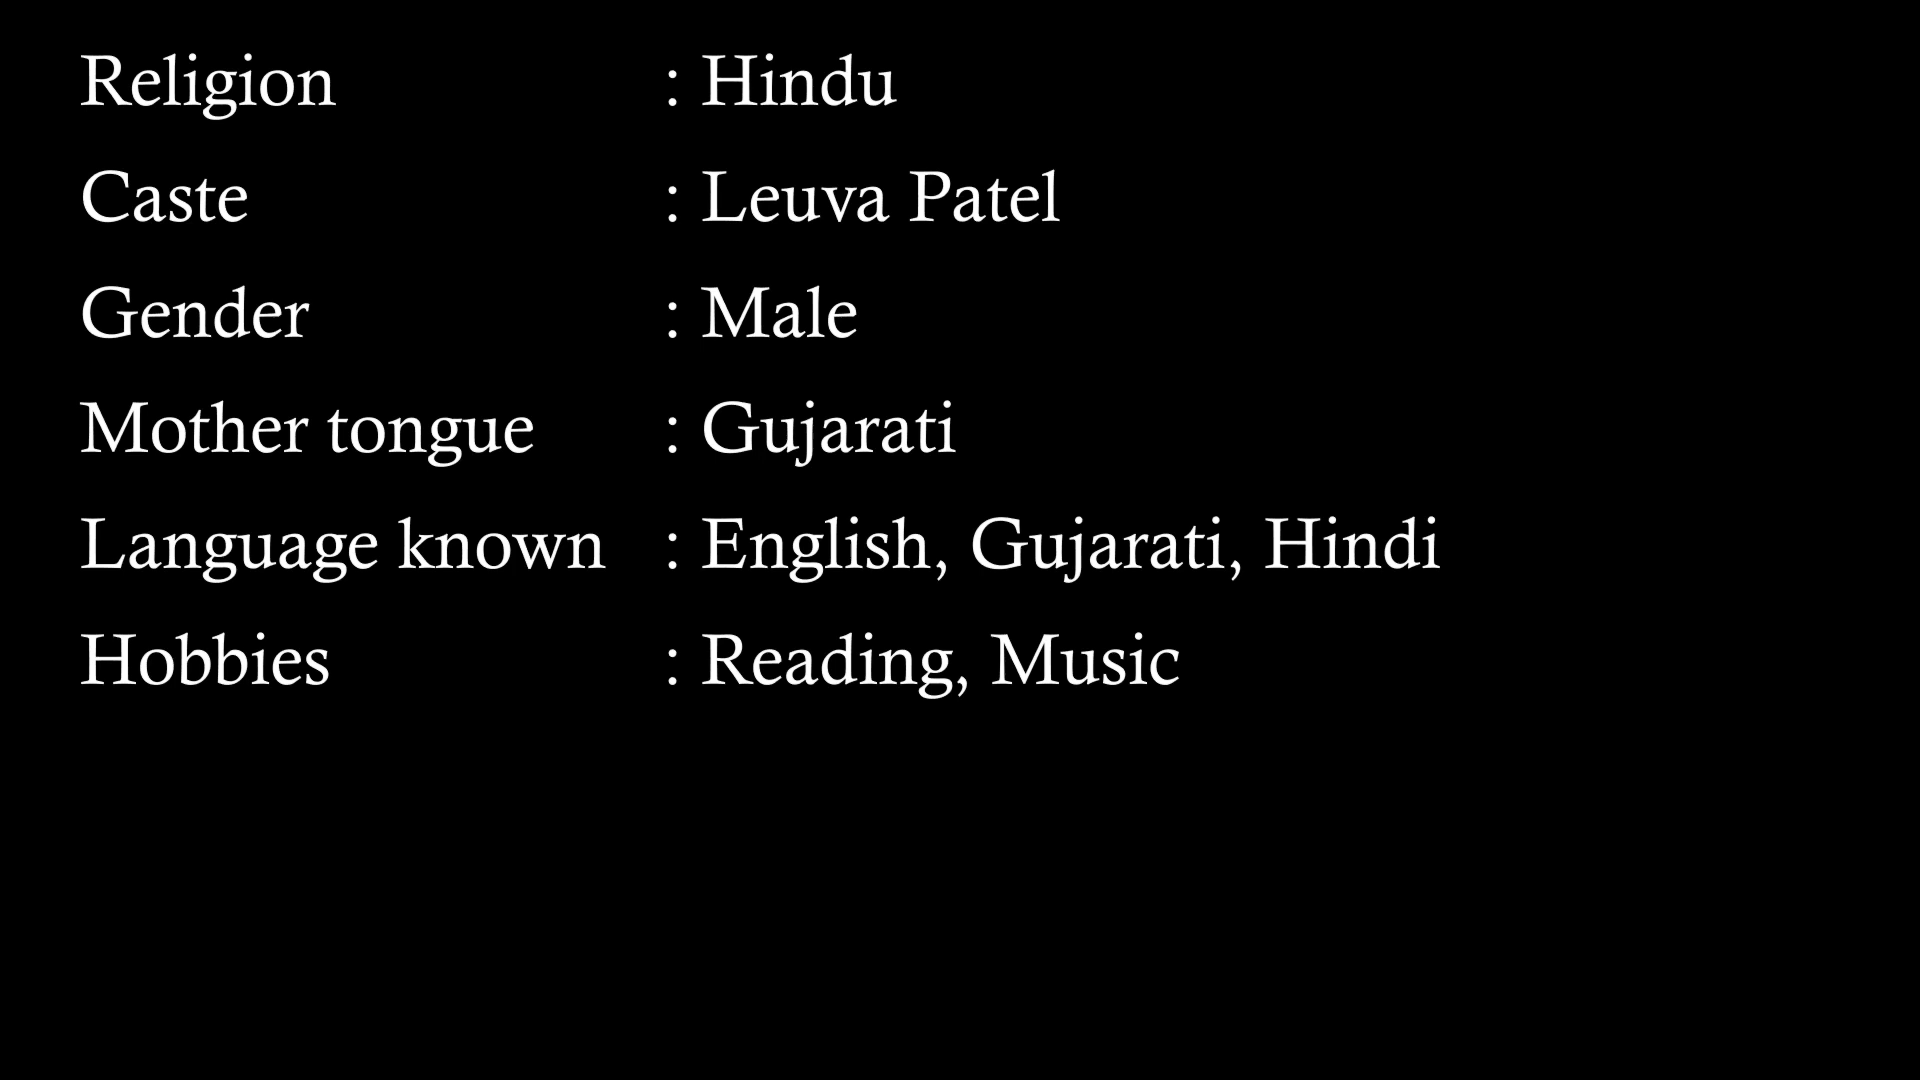 Religion : Hindu
Caste : Leuva Patel
Gender : Male
Mother tongue : Gujarati
Language known : English, Gujarati, Hindi
Hobbies : Reading, Music